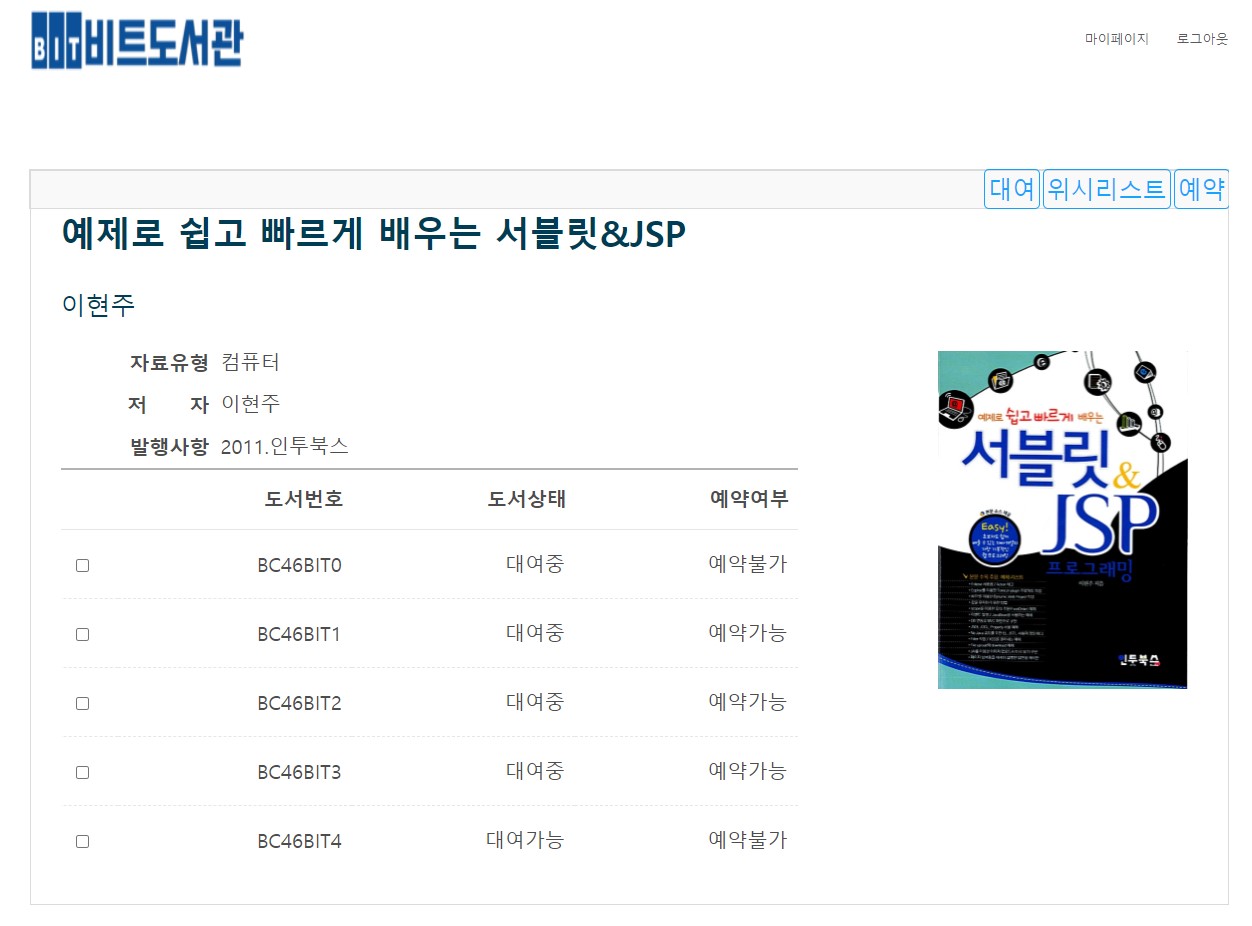 BIT비트도서관
마이페이지 로그아웃
대여 위시리스트 예약
예제로 쉽고 빠르게 배우는 서블릿&JSP
이현주
자료유형 컴퓨터
저 자 이현주
발행사항 2011.인투북스
도서번호 도서상태 예약여부
BC46BIT0 대여중 예약불가
BC46BIT1 대여중 예약가능
BC46BIT2 대여중 예약가능
BC46BIT3 대여중 예약가능
BC46BIT4 대여가능 예약불가
예제로 쉽고 빠르게 배우는
서블릿
&
JSP
프로그래밍
Easy!
인투북스